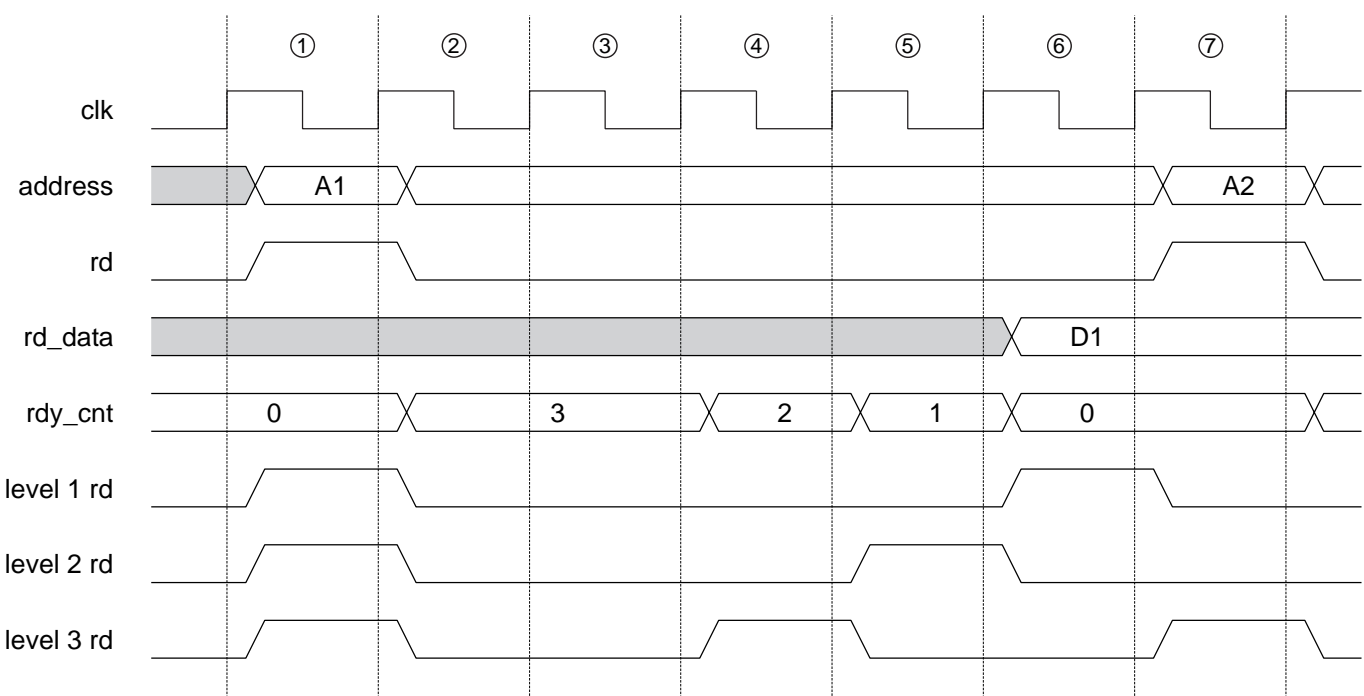 ① ② ③ ④ ⑤ ⑥ ⑦
clk
address A1 A2
rd
rd_data D1
rdy_cnt 0 3 2 1 0
level 1 rd
level 2 rd
level 3 rd